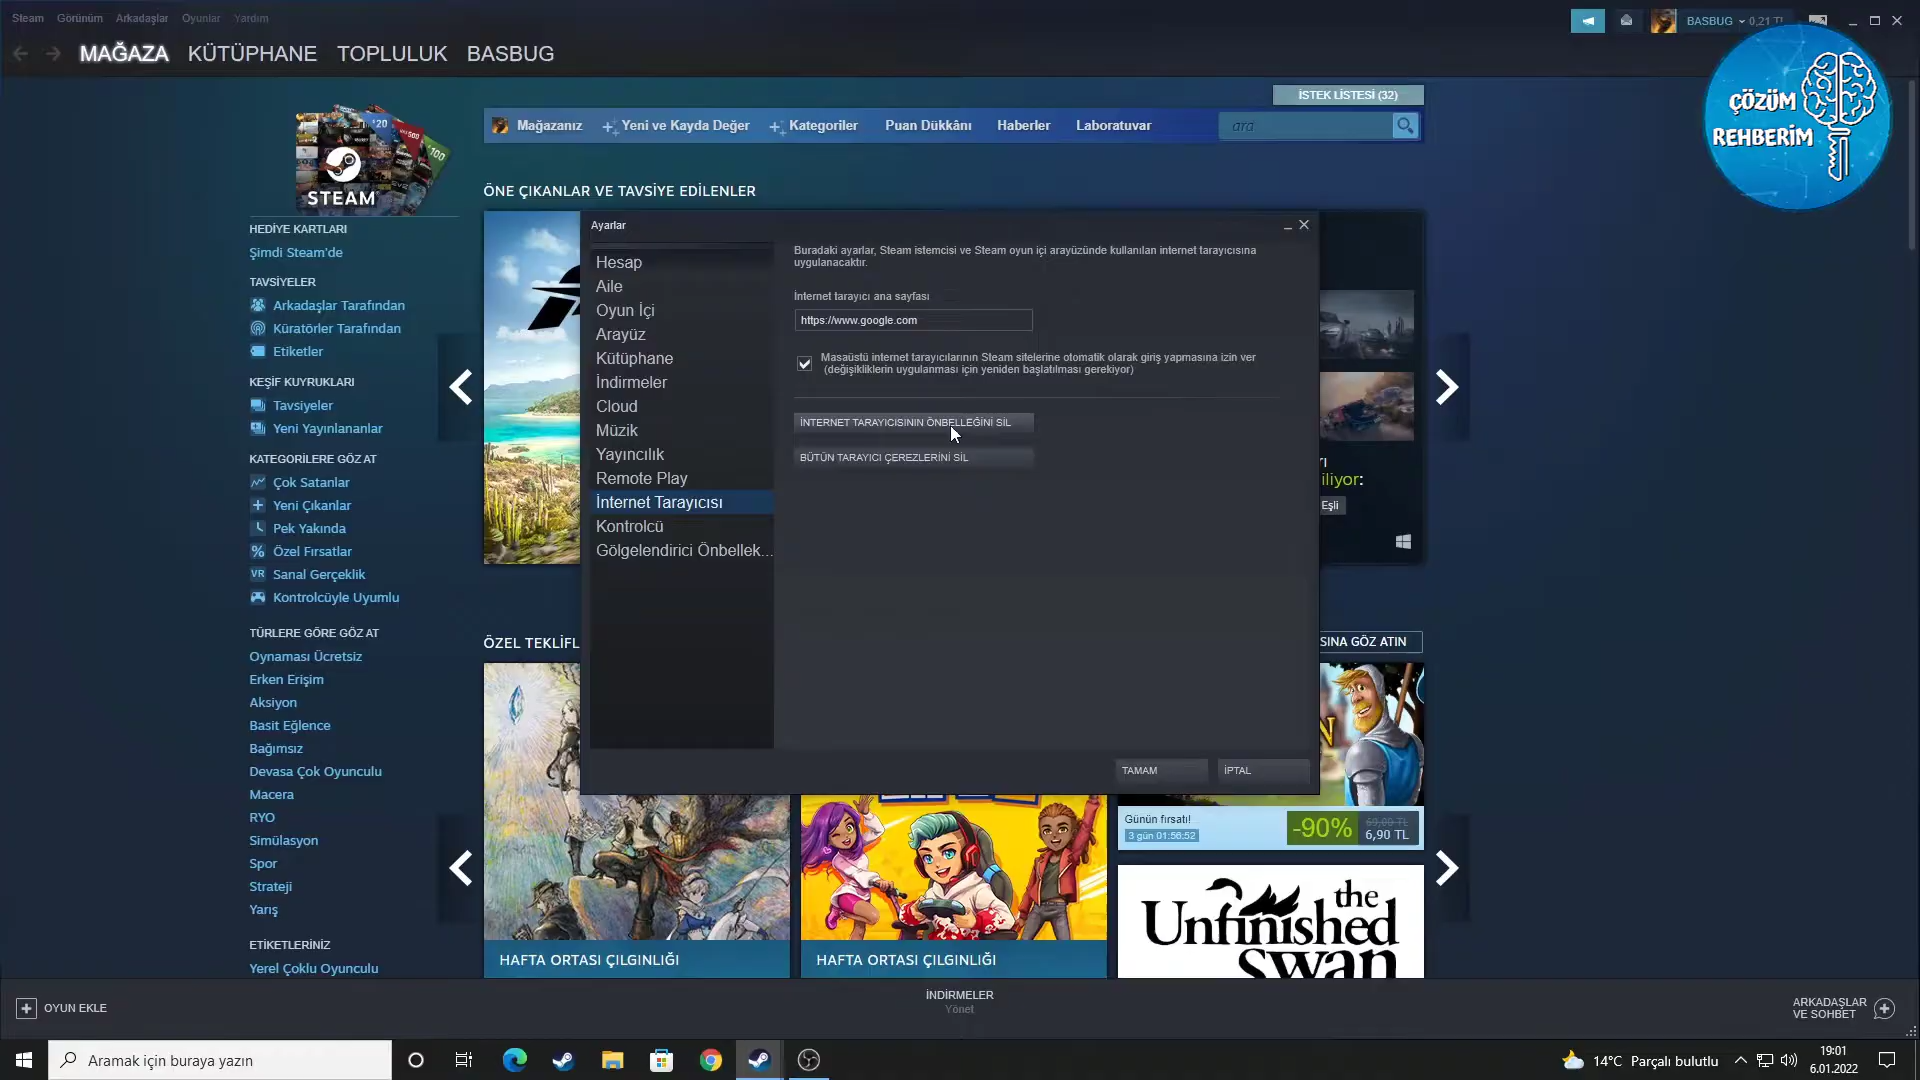 Steam Görünüm Arkadaşlar Oyunlar Yardım
BASBUG
MAĞAZA KÜTÜPHANE TOPLULUK BASBUG
ÇÖZÜM
REHBERİM
İSTEK LİSTESİ (32)
Mağazanız Yeni ve Kayda Değer Kategoriler Puan Dükkânı Haberler Laboratuvar ara
STEAM
ÖNE ÇIKANLAR VE TAVSİYE EDİLENLER
HEDİYE KARTLARI
Şimdi Steam'de
TAVSİYELER
Arkadaşlar Tarafından
Küratörler Tarafından
Etiketler
KEŞİF KUYRUKLARI
Tavsiyeler
Yeni Yayınlananlar
KATEGORİLERE GÖZ AT
Çok Satanlar
Yeni Çıkanlar
Pek Yakında
Özel Fırsatlar
VR Sanal Gerçeklik
Kontrolcüyle Uyumlu
TÜRLERE GÖRE GÖZ AT
Oynaması Ücretsiz
Erken Erişim
Aksiyon
Basit Eğlence
Bağımsız
Devasa Çok Oyunculu
Macera
RYO
Simülasyon
Spor
Strateji
Yarış
ETİKETLERİNİZ
Yerel Çoklu Oyunculu
Ayarlar
Hesap
Aile
Oyun İçi
Arayüz
Kütüphane
İndirmeler
Cloud
Müzik
Yayıncılık
Remote Play
İnternet Tarayıcısı
Kontrolcü
Gölgelendirici Önbellek...
Buradaki ayarlar, Steam istemcisi ve Steam oyun içi arayüzünde kullanılan internet tarayıcısına
uygulanacaktır.
İnternet tarayıcı ana sayfası
https://www.google.com
Masaüstü internet tarayıcılarının Steam sitelerine otomatik olarak giriş yapmasına izin ver
(değişikliklerin uygulanması için yeniden başlatılması gerekiyor)
İNTERNET TARAYICISININ ÖNBELLEĞİNİ SİL
BÜTÜN TARAYICI ÇEREZLERİNİ SİL
TAMAM İPTAL
iliyor:
Eşli
ÖZEL TEKLİFL
SINA GÖZ ATIN
HAFTA ORTASI ÇILGINLIĞI
HAFTA ORTASI ÇILGINLIĞI
Günün fırsatı!
3 gün 01:56:52
-90% 69,00 TL
6,90 TL
the
Unfinished
swan
OYUN EKLE
İNDİRMELER
Yönet
ARKADAŞLAR
VE SOHBET
Aramak için buraya yazın
14°C Parçalı bulutlu
19:01
6.01.2022